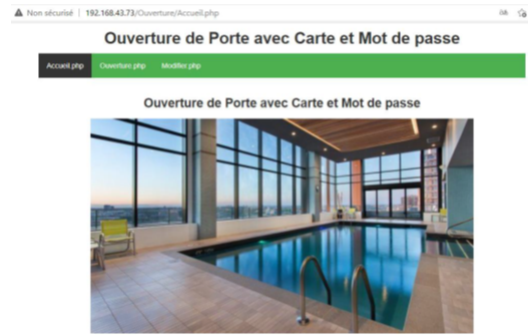 Non sécurisé | 192.168.43.73/Ouverture/Accueil.php
Ouverture de Porte avec Carte et Mot de passe
Accueil.php Ouverture.php Modifier.php
Ouverture de Porte avec Carte et Mot de passe